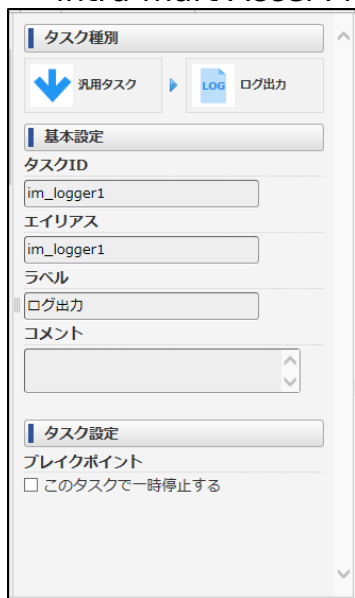 タスク種別
汎用タスク
LOG
ログ出力
基本設定
タスクID
im_logger1
エイリアス
im_logger1
ラベル
ログ出力
コメント
タスク設定
ブレイクポイント
このタスクで一時停止する